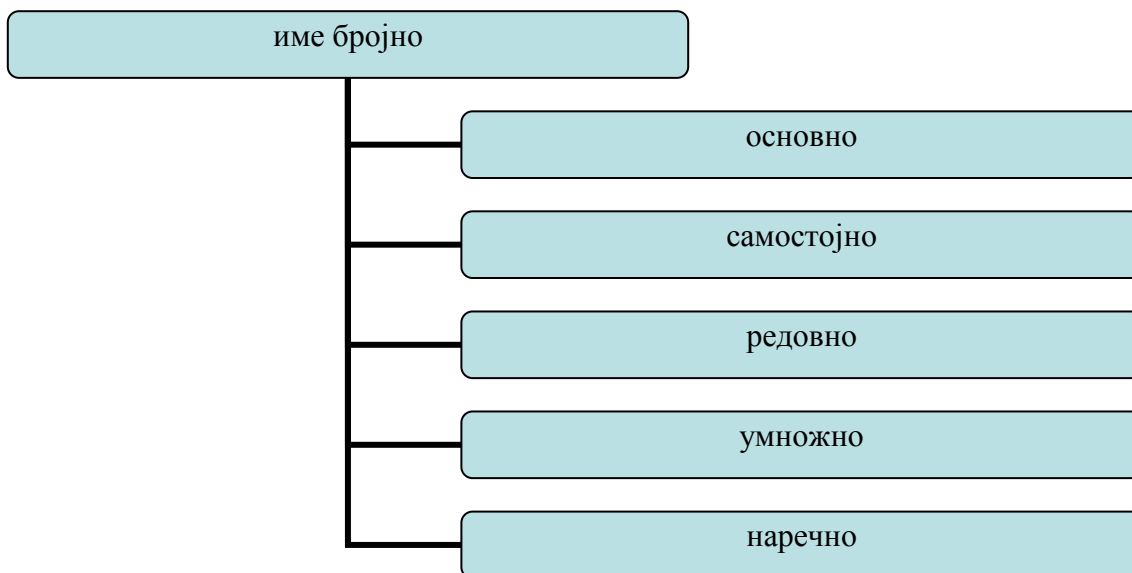 име бројно
основно
самостојно
редовно
умножно
наречно